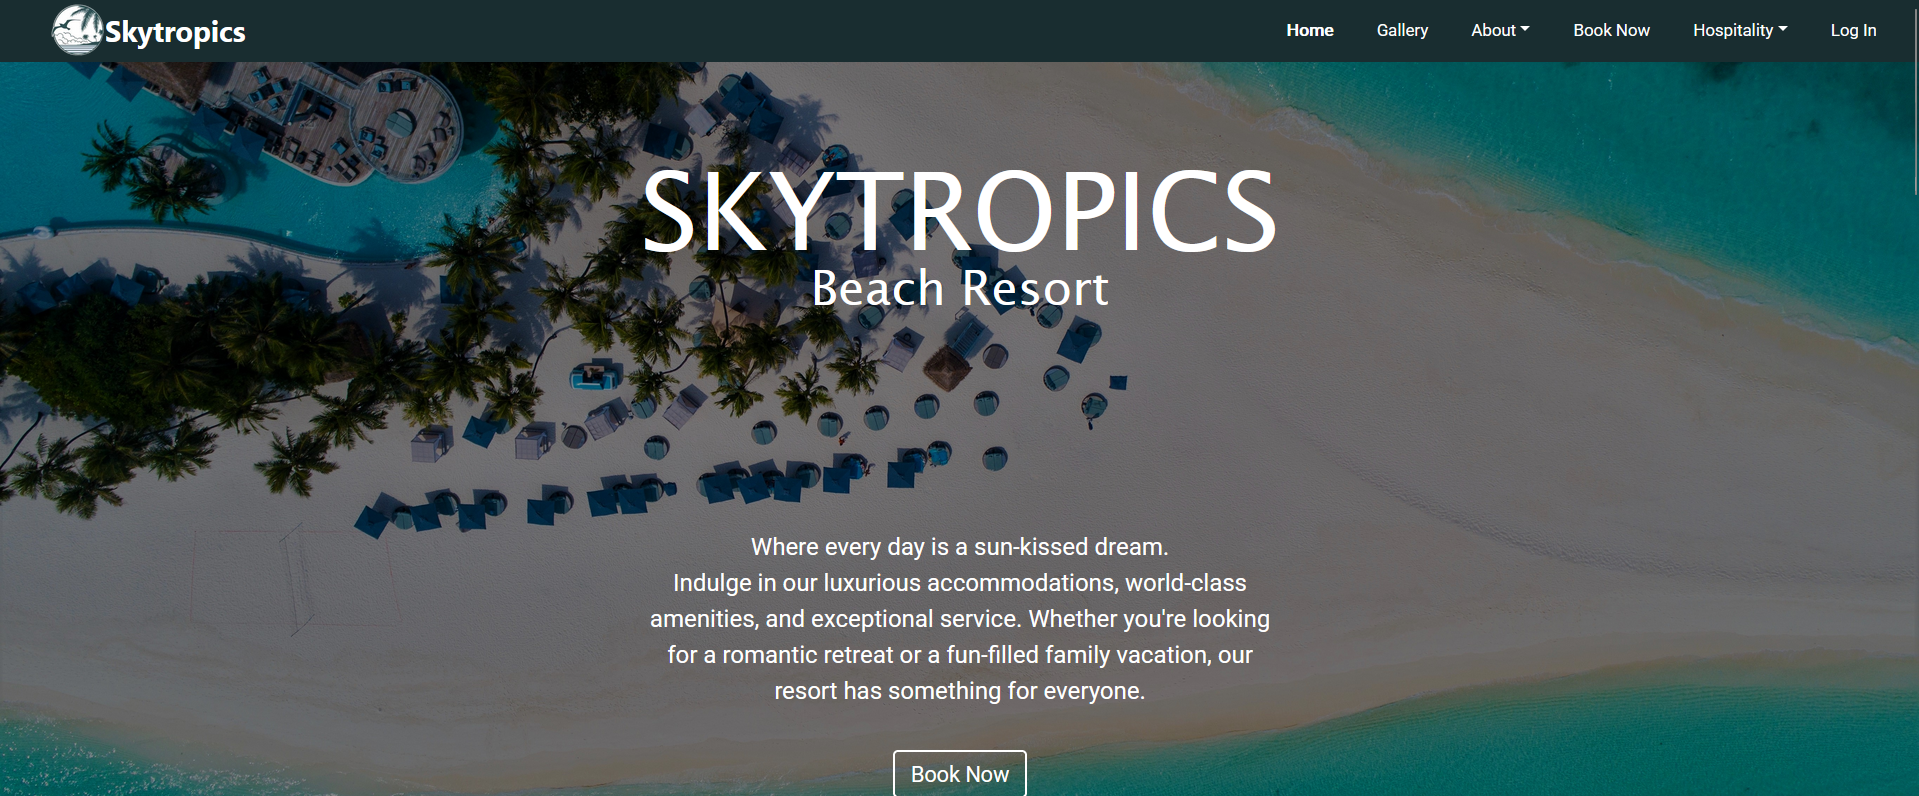 Skytropics
Home Gallery About Book Now Hospitality Log In
SKYTROPICS
Beach Resort
Where every day is a sun-kissed dream.
Indulge in our luxurious accommodations, world-class
amenities, and exceptional service. Whether you're looking
for a romantic retreat or a fun-filled family vacation, our
resort has something for everyone.
Book Now